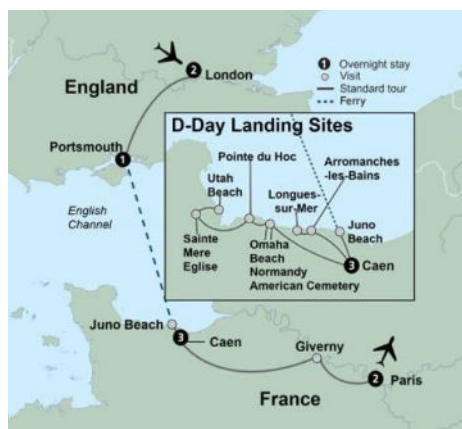 England
2
London
1 Overnight stay
Visit
Standard tour
Ferry
Portsmouth
1
English
Channel
D-Day Landing Sites
Pointe du Hoc
Arromanches
-les-Bains
Utah
Beach
Longues-
sur-Mer
Juno
Beach
Sainte
Mere
Eglise
Omaha
Beach
Normandy
American Cemetery
3
Caen
Juno Beach
3
Caen
Giverny
2
Paris
France